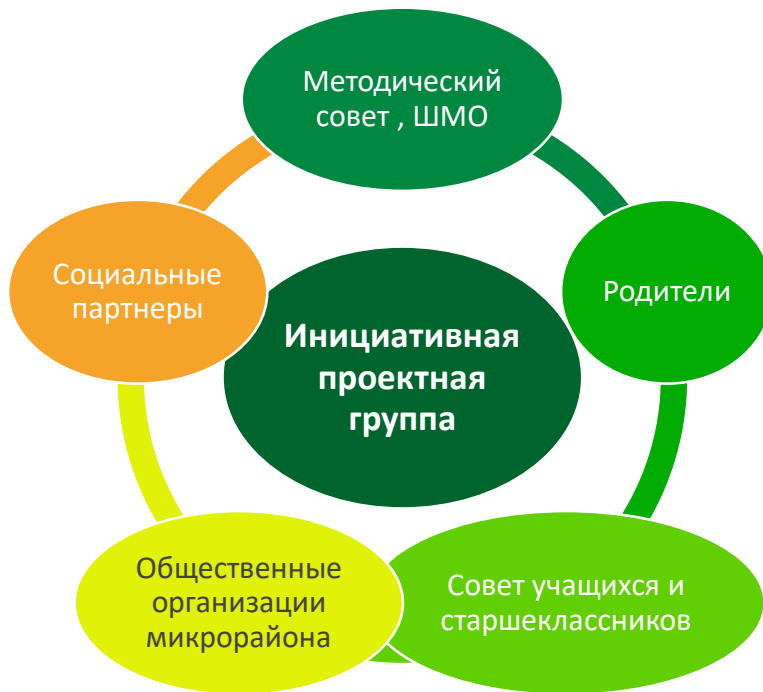 Методический
совет , ШМО
Социальные
партнеры
Родители
Инициативная
проектная
группа
Общественные
организации
микрорайона
Совет учащихся и
старшеклассников